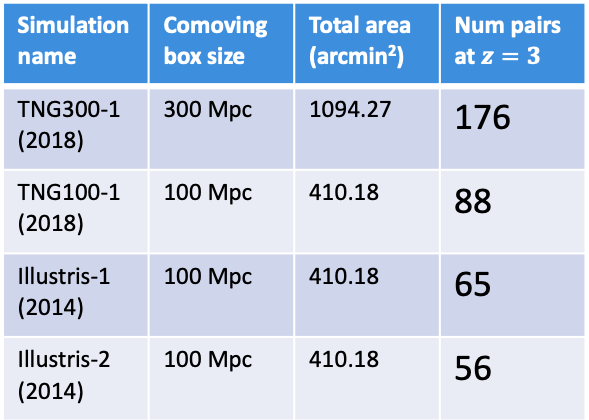 Simulation name | Comoving box size | Total area (arcmin²) | Num pairs at z = 3
TNG300-1 (2018) | 300 Mpc | 1094.27 | 176
TNG100-1 (2018) | 100 Mpc | 410.18 | 88
Illustris-1 (2014) | 100 Mpc | 410.18 | 65
Illustris-2 (2014) | 100 Mpc | 410.18 | 56